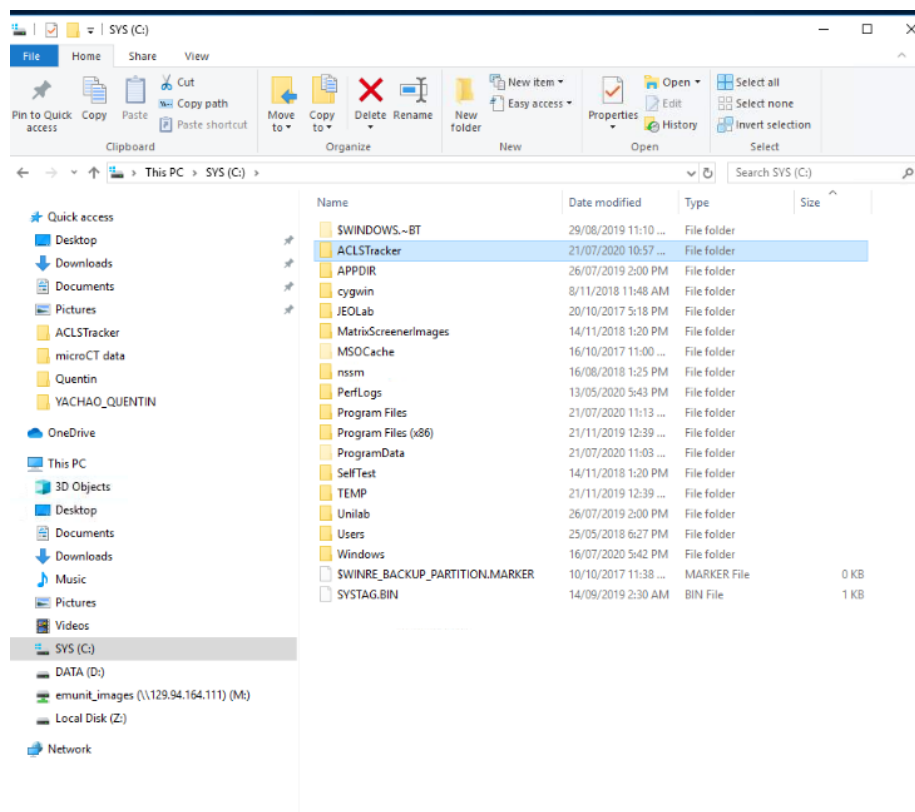 SYS (C:)
File Home Share View
Pin to Quick access
Copy
Paste
Cut
Copy path
Paste shortcut
Clipboard
Move to
Copy to
Delete
Rename
Organize
New folder
New item
Easy access
New
Properties
Open
Edit
History
Open
Select all
Select none
Invert selection
Select
This PC > SYS (C:) >
Search SYS (C:)
Quick access
Desktop
Downloads
Documents
Pictures
ACLSTracker
microCT data
Quentin
YACHAO_QUENTIN
OneDrive
This PC
3D Objects
Desktop
Documents
Downloads
Music
Pictures
Videos
SYS (C:)
DATA (D:)
emunit_images (\\129.94.164.111) (M:)
Local Disk (Z:)
Network
Name Date modified Type Size
$WINDOWS.~BT 29/08/2019 11:10 ... File folder
ACLSTracker 21/07/2020 10:57 ... File folder
APPDIR 26/07/2019 2:00 PM File folder
cygwin 8/11/2018 11:48 AM File folder
JEOLab 20/10/2017 5:18 PM File folder
MatrixScreenerImages 14/11/2018 1:20 PM File folder
MSOCache 16/10/2017 11:00 ... File folder
nssm 16/08/2018 1:25 PM File folder
PerfLogs 13/05/2020 5:43 PM File folder
Program Files 21/07/2020 11:13 ... File folder
Program Files (x86) 21/11/2019 12:39 ... File folder
ProgramData 21/07/2020 11:03 ... File folder
SelfTest 14/11/2018 1:20 PM File folder
TEMP 21/11/2019 12:39 ... File folder
Unilab 26/07/2019 2:00 PM File folder
Users 25/05/2018 6:27 PM File folder
Windows 16/07/2020 5:42 PM File folder
$WINRE_BACKUP_PARTITION.MARKER 10/10/2017 11:38 ... MARKER File 0 KB
SYSTAG.BIN 14/09/2019 2:30 AM BIN File 1 KB